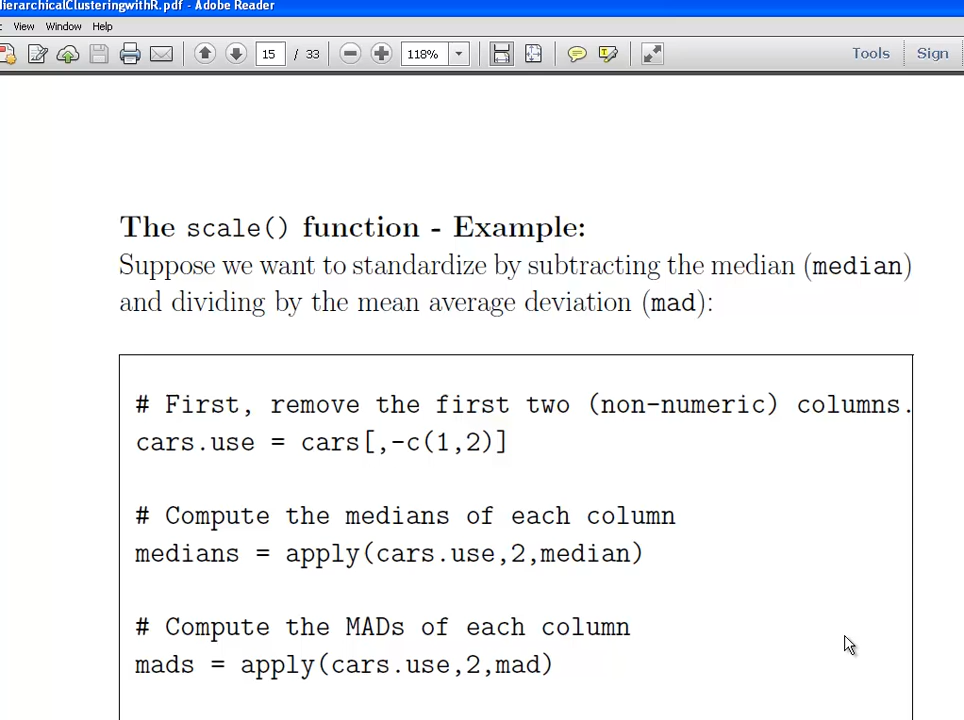 HierarchicalClusteringwithR.pdf - Adobe Reader
View Window Help
15 / 33 118% Tools Sign
The scale() function - Example:
Suppose we want to standardize by subtracting the median (median)
and dividing by the mean average deviation (mad):
# First, remove the first two (non-numeric) columns.
cars.use = cars[,-c(1,2)]
# Compute the medians of each column
medians = apply(cars.use,2,median)
# Compute the MADs of each column
mads = apply(cars.use,2,mad)